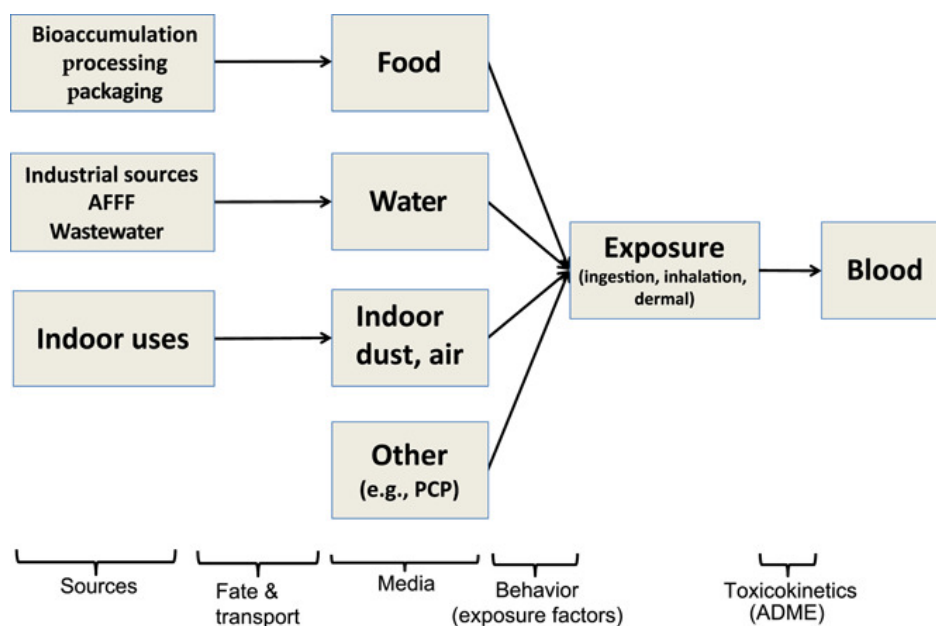 Bioaccumulation
processing
packaging
Food
Industrial sources
AFFF
Wastewater
Water
Exposure
(ingestion, inhalation,
dermal)
Blood
Indoor uses
Indoor
dust, air
Other
(e.g., PCP)
Sources
Fate &
transport
Media
Behavior
(exposure factors)
Toxicokinetics
(ADME)